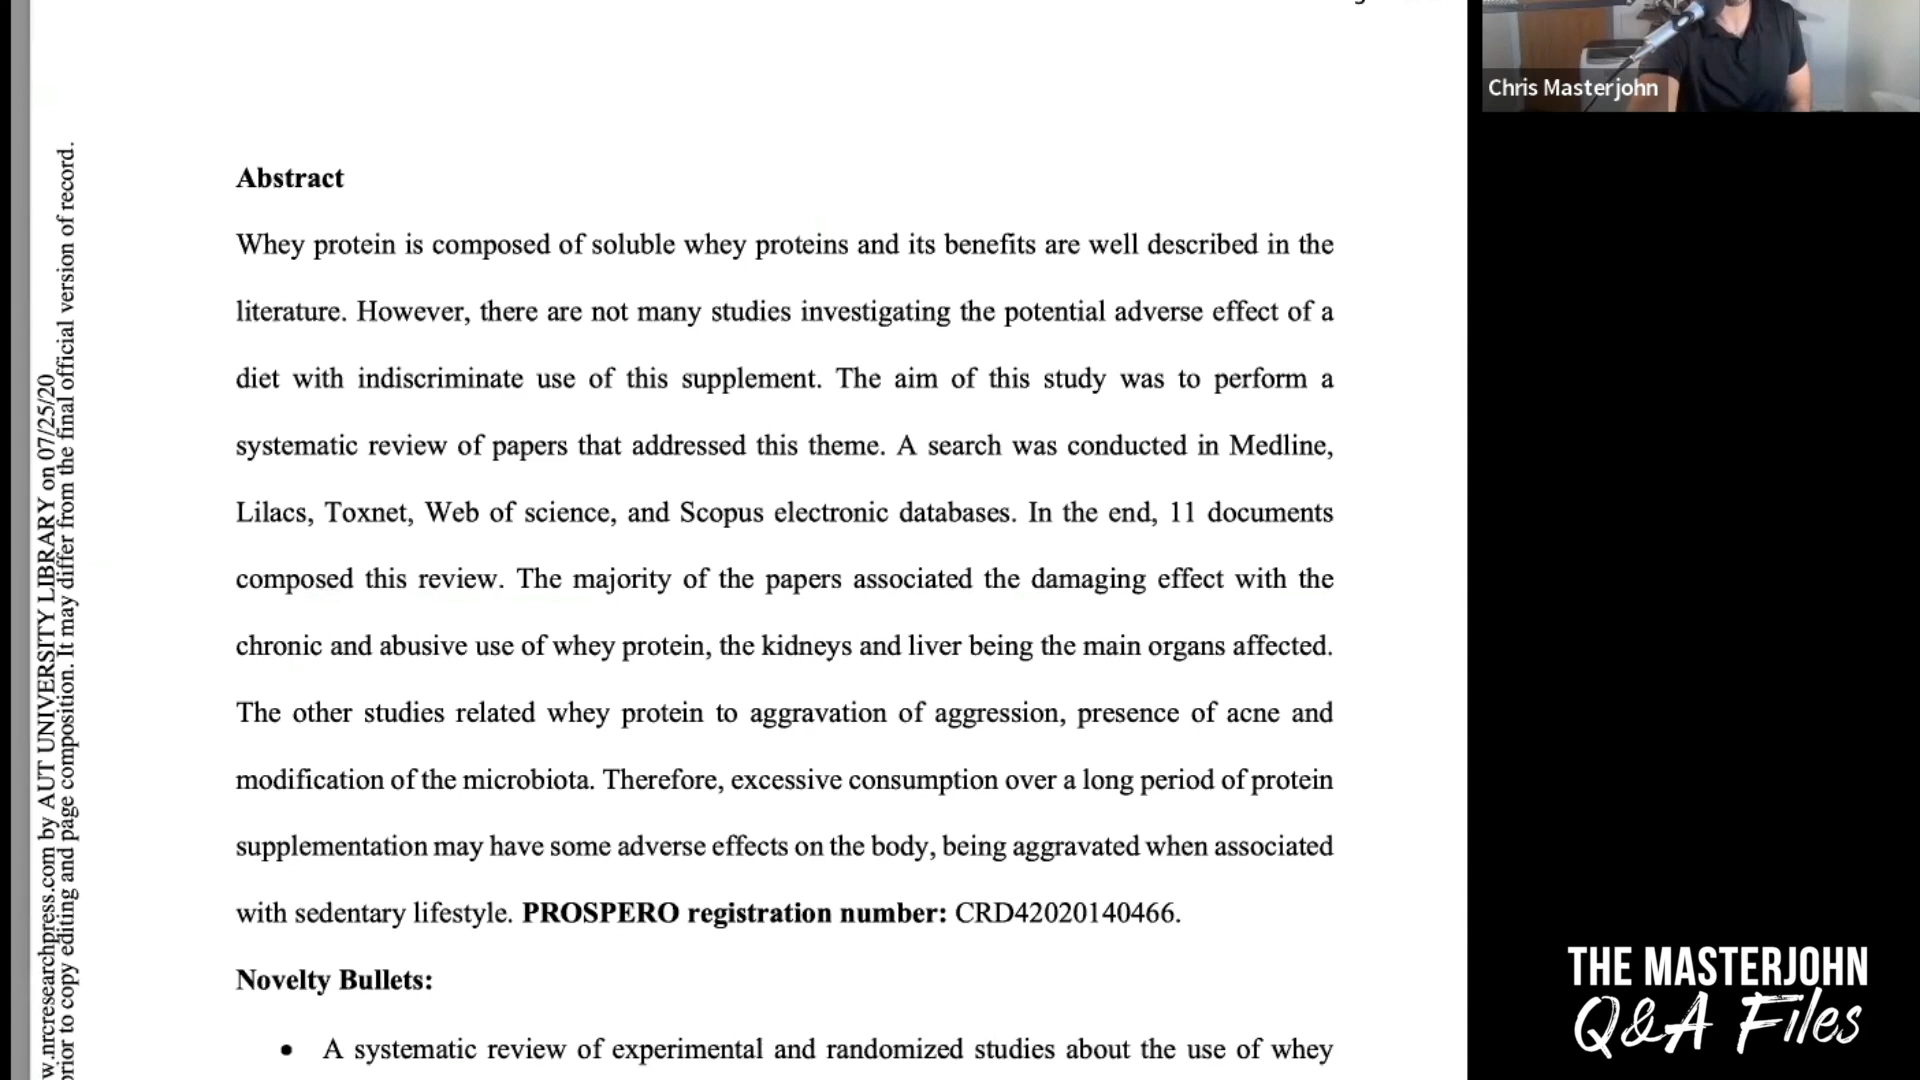 Abstract
Whey protein is composed of soluble whey proteins and its benefits are well described in the
literature. However, there are not many studies investigating the potential adverse effect of a
diet with indiscriminate use of this supplement. The aim of this study was to perform a
systematic review of papers that addressed this theme. A search was conducted in Medline,
Lilacs, Toxnet, Web of science, and Scopus electronic databases. In the end, 11 documents
composed this review. The majority of the papers associated the damaging effect with the
chronic and abusive use of whey protein, the kidneys and liver being the main organs affected.
The other studies related whey protein to aggravation of aggression, presence of acne and
modification of the microbiota. Therefore, excessive consumption over a long period of protein
supplementation may have some adverse effects on the body, being aggravated when associated
with sedentary lifestyle. PROSPERO registration number: CRD42020140466.
Novelty Bullets:
• A systematic review of experimental and randomized studies about the use of whey
w.nrcresearchpress.com by AUT UNIVERSITY LIBRARY on 07/25/20
prior to copy editing and page composition. It may differ from the final official version of record.
Chris Masterjohn
THE MASTERJOHN
Q&A Files